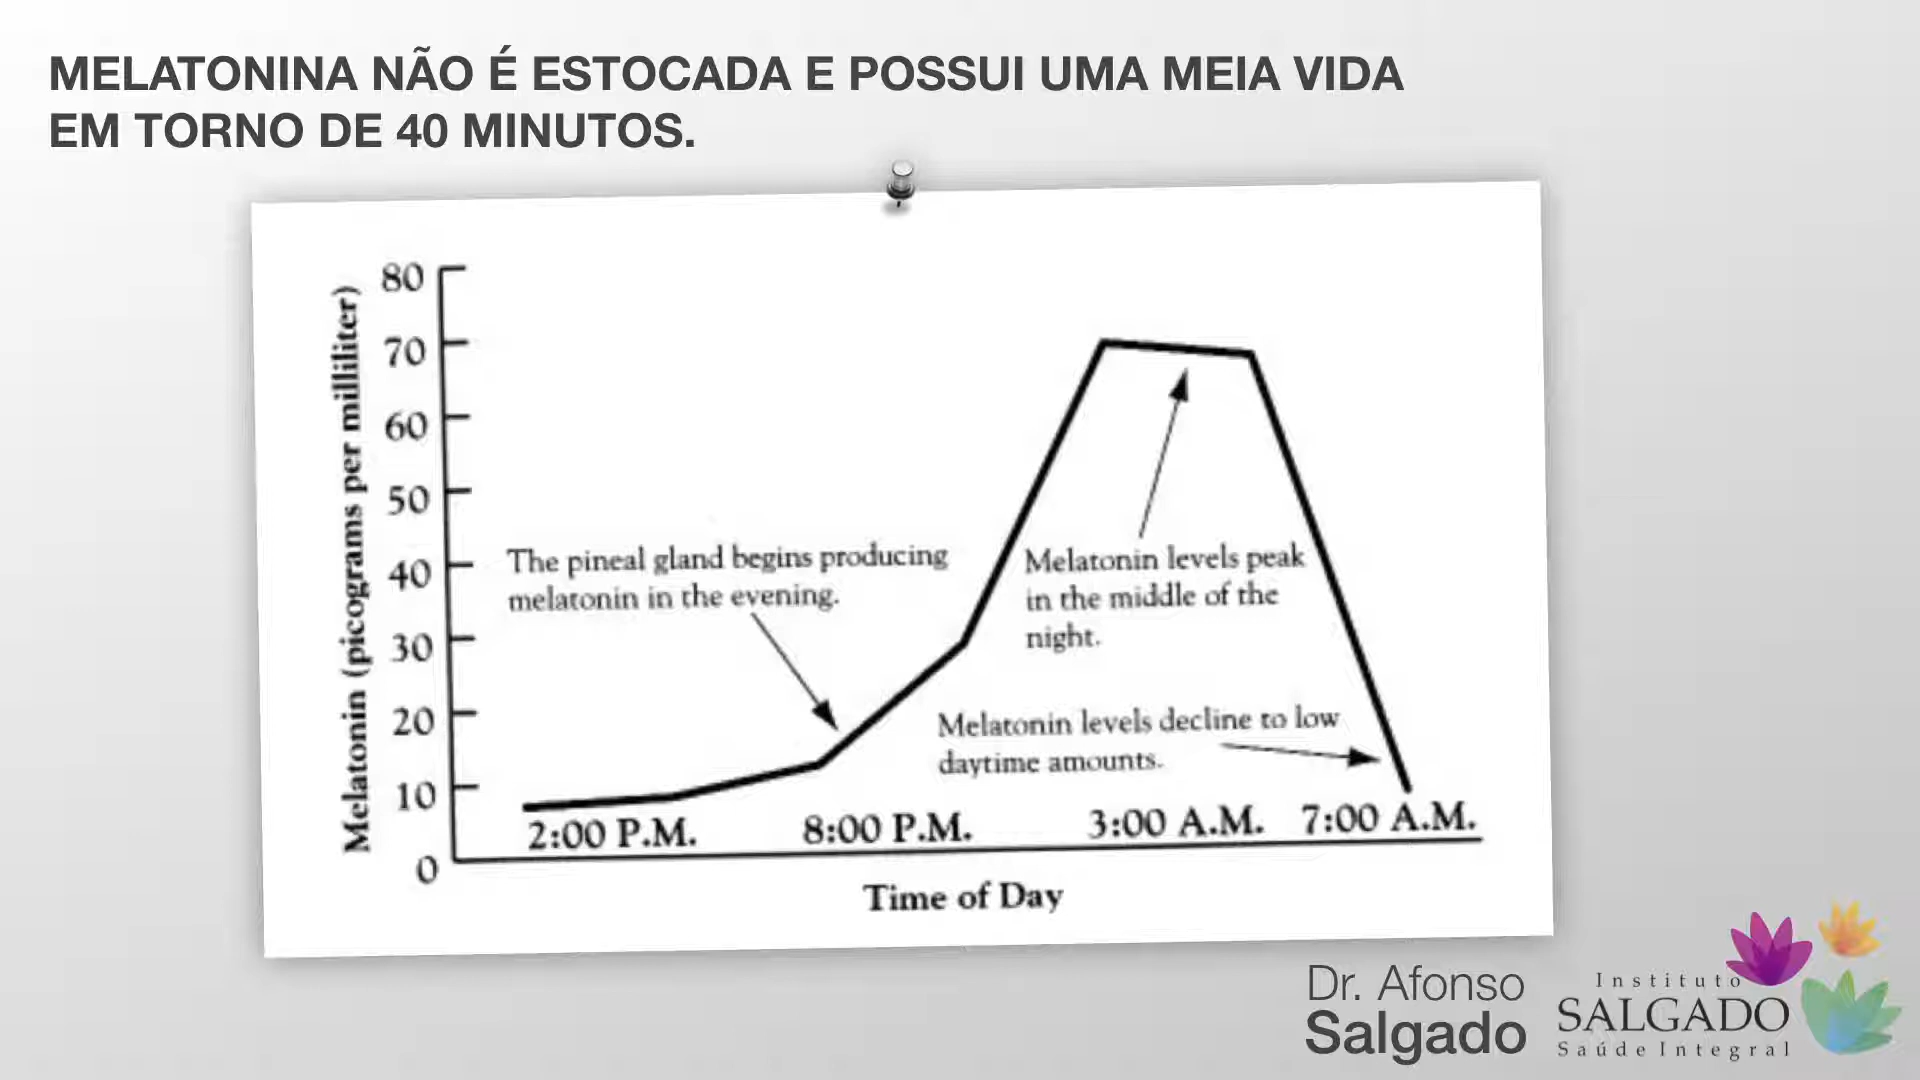 MELATONINA NÃO É ESTOCADA E POSSUI UMA MEIA VIDA
EM TORNO DE 40 MINUTOS.
Melatonin (picograms per milliliter)
80
70
60
50
40
30
20
10
0
The pineal gland begins producing
melatonin in the evening.
Melatonin levels peak
in the middle of the
night.
Melatonin levels decline to low
daytime amounts.
2:00 P.M.
8:00 P.M.
3:00 A.M.
7:00 A.M.
Time of Day
Dr. Afonso
Salgado
Instituto
SALGADO
Saúde Integral